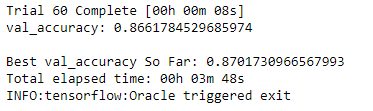 Trial 60 Complete [00h 00m 08s]
val_accuracy: 0.8661784529685974
Best val_accuracy So Far: 0.8701730966567993
Total elapsed time: 00h 03m 48s
INFO:tensorflow:Oracle triggered exit